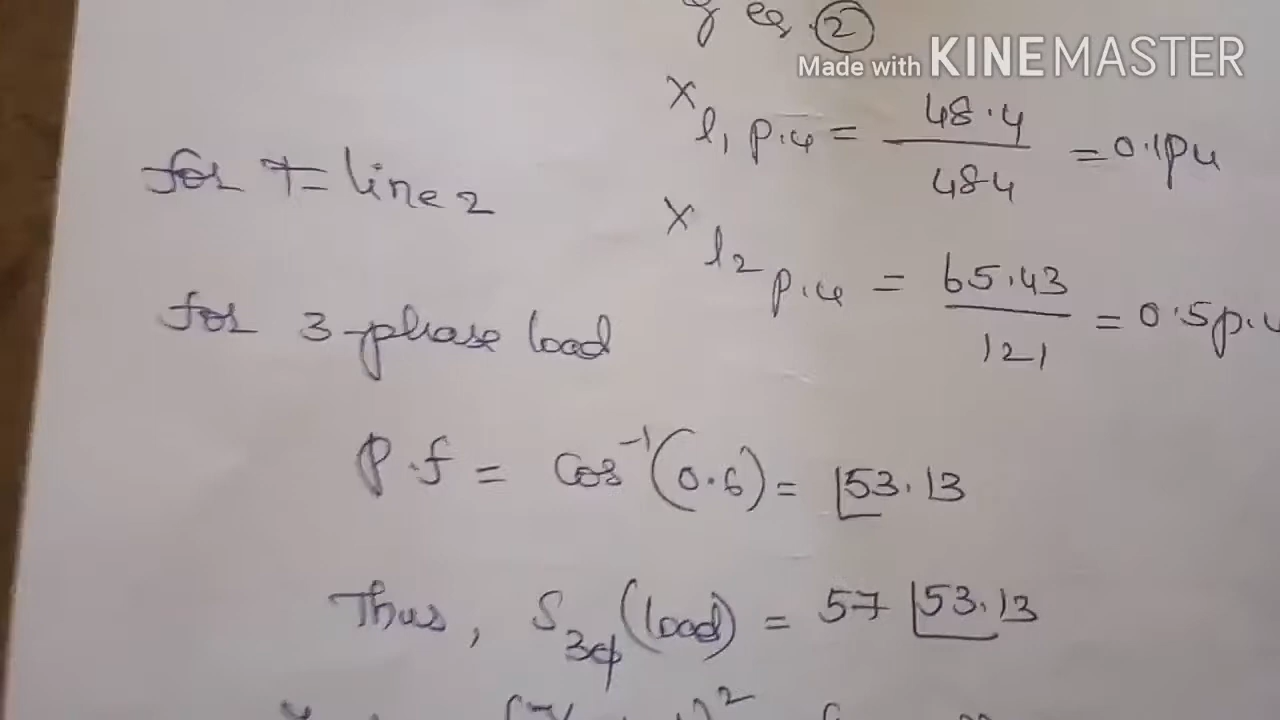 eq. 2
Made with KINEMASTER
X l1 p.u = 48.4 / 484 = 0.1pu
for T= line 2
X l2 p.u = 65.43 / 121 = 0.5p.u
for 3-phase load
P.f = cos⁻¹(0.6) = ∠53.13
Thus, S3ϕ(load) = 57 ∠53.13